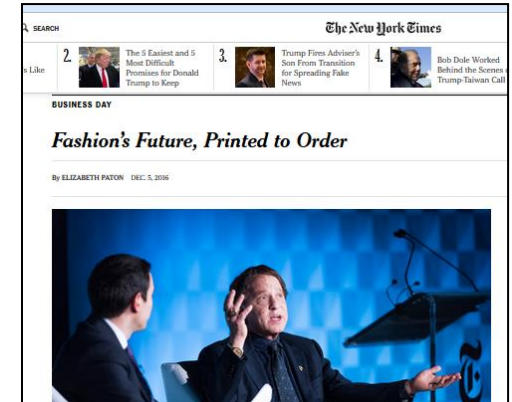 SEARCH
The New York Times
s Like
2.
The 5 Easiest and 5
Most Difficult
Promises for Donald
Trump to Keep
3.
Trump Fires Adviser's
Son From Transition
for Spreading Fake
News
4.
Bob Dole Worked
Behind the Scenes
Trump-Taiwan Call
BUSINESS DAY
Fashion's Future, Printed to Order
By ELIZABETH PATON DEC. 5, 2016